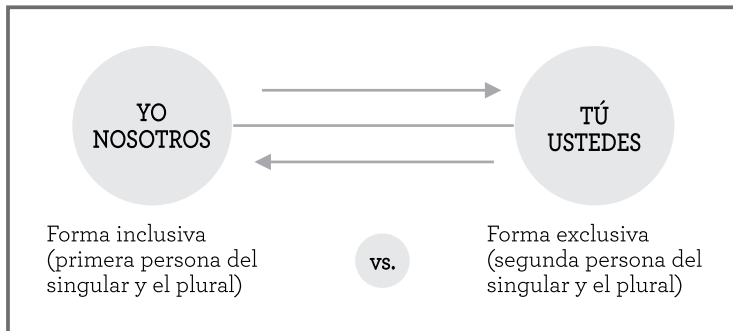 YO
NOSOTROS
TÚ
USTEDES
Forma inclusiva
(primera persona del
singular y el plural)
vs.
Forma exclusiva
(segunda persona del
singular y el plural)